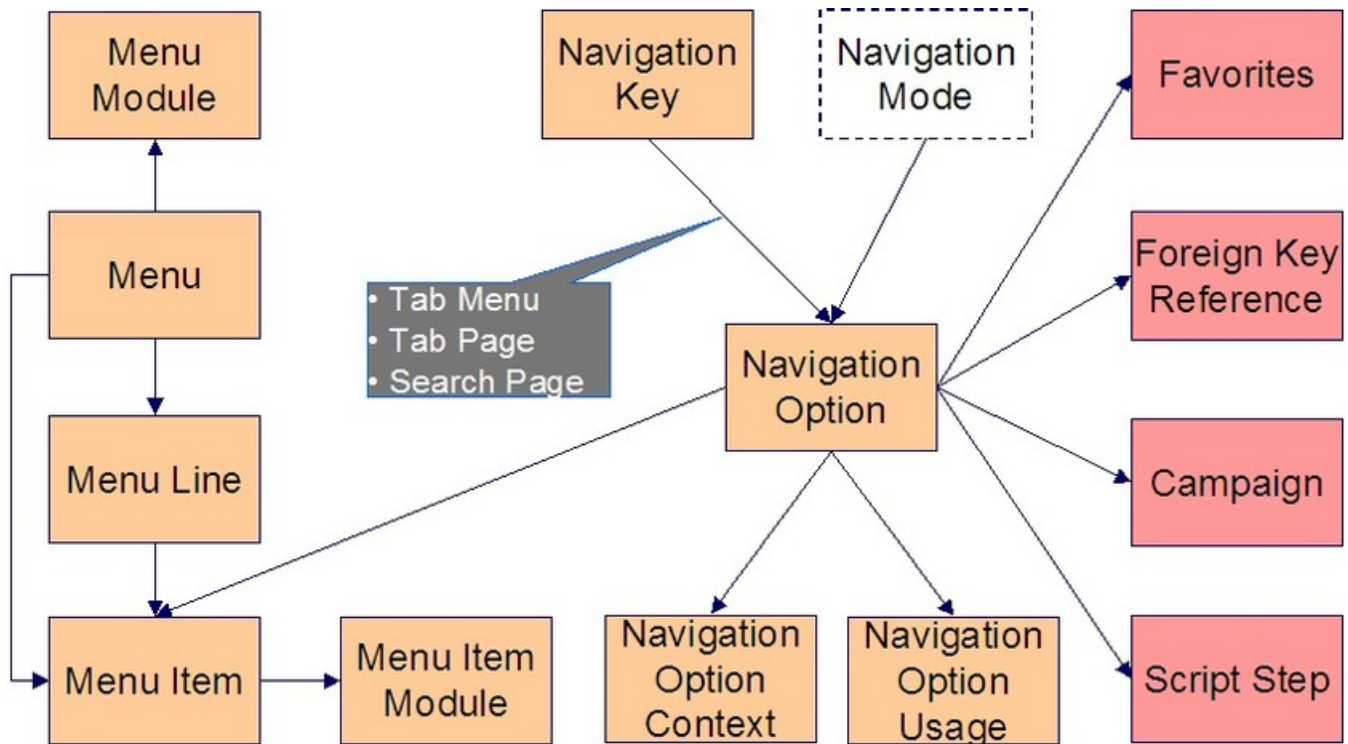 Menu
Module
Navigation
Key
Navigation
Mode
Favorites
Menu
Foreign Key
Reference
• Tab Menu
• Tab Page
• Search Page
Navigation
Option
Menu Line
Campaign
Menu Item
Menu Item
Module
Navigation
Option
Context
Navigation
Option
Usage
Script Step